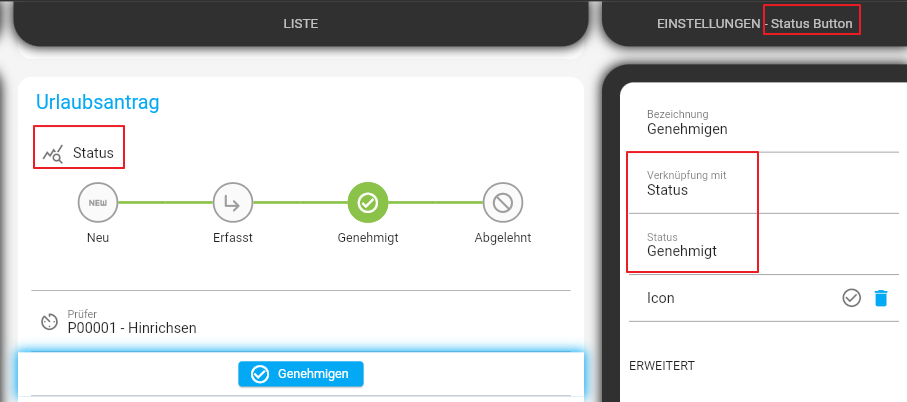 LISTE
EINSTELLUNGEN - Status Button
Urlaubsantrag
Status
NEW
Neu
Erfasst
Genehmigt
Abgelehnt
Prüfer
P00001 - Hinrichsen
Genehmigen
Bezeichnung
Genehmigen
Verknüpfung mit
Status
Status
Genehmigt
Icon
ERWEITERT